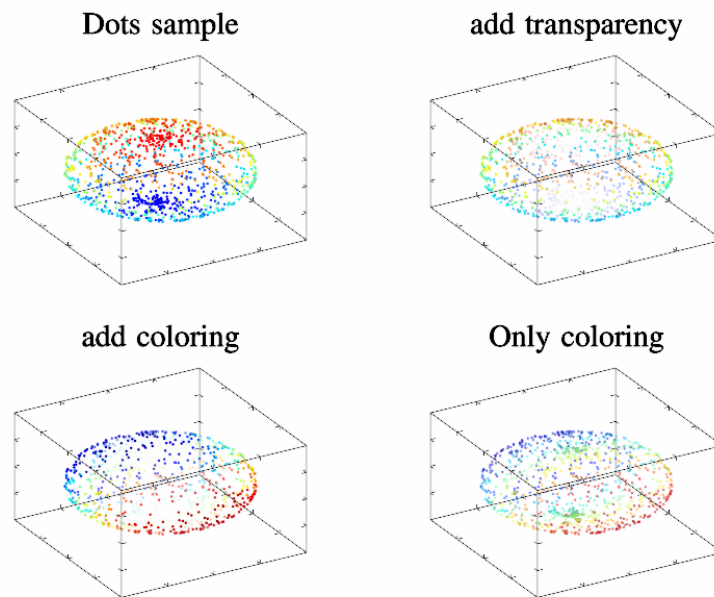 Dots sample
add transparency
add coloring
Only coloring